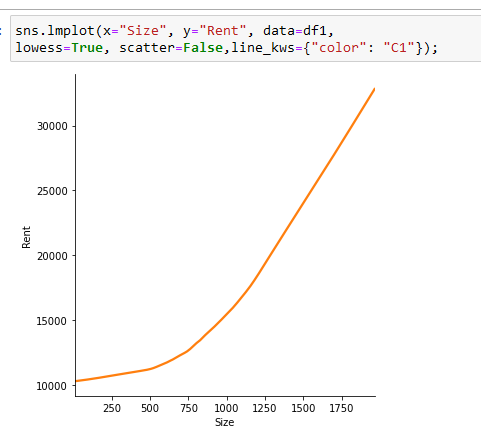 : sns.lmplot(x="Size", y="Rent", data=df1,
lowess=True, scatter=False,line_kws={"color": "C1"});
30000
25000
20000
15000
10000
Rent
250 500 750 1000 1250 1500 1750
Size